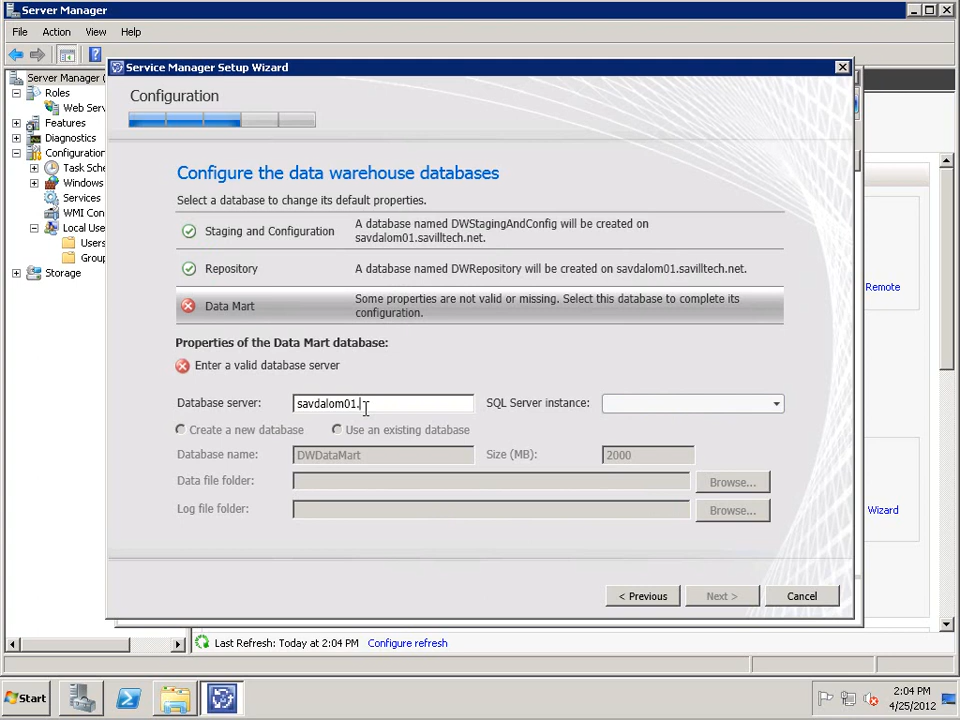 Server Manager
File Action View Help
Server Manager (
Roles
Web Serv
Features
Diagnostics
Configuration
Task Sche
Windows
Services
WMI Con
Local Use
Users
Group
Storage
Service Manager Setup Wizard
Configuration
Configure the data warehouse databases
Select a database to change its default properties.
Staging and Configuration
A database named DWStagingAndConfig will be created on
savdalom01.savilltech.net.
Repository
A database named DWRepository will be created on savdalom01.savilltech.net.
Data Mart
Some properties are not valid or missing. Select this database to complete its
configuration.
Properties of the Data Mart database:
Enter a valid database server
Database server: savdalom01. SQL Server instance:
Create a new database Use an existing database
Database name: DWDataMart Size (MB): 2000
Data file folder: Browse...
Log file folder: Browse...
< Previous Next > Cancel
Remote
Wizard
Last Refresh: Today at 2:04 PM Configure refresh
Start
2:04 PM
4/25/2012